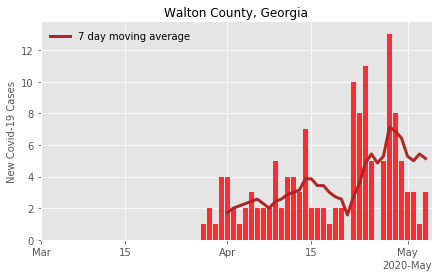 Walton County, Georgia
7 day moving average
New Covid-19 Cases
12
10
8
6
4
2
0
Mar 15 Apr 15 May
2020-May